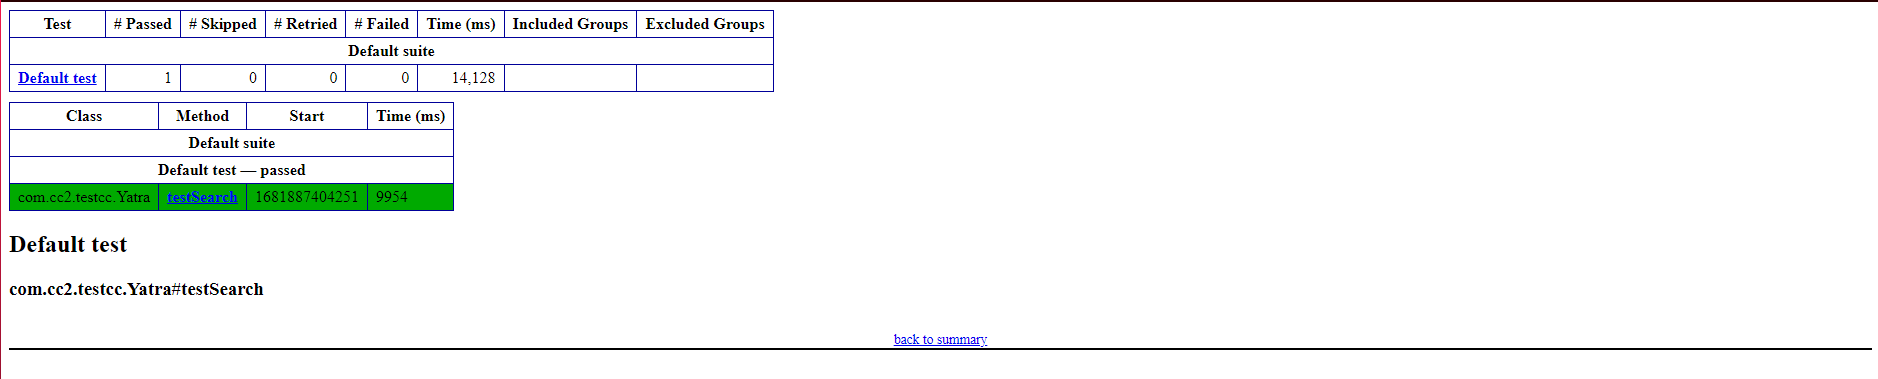 Test # Passed # Skipped # Retried # Failed Time (ms) Included Groups Excluded Groups
Default suite
Default test 1 0 0 0 14,128
Class Method Start Time (ms)
Default suite
Default test — passed
com.cc2.testcc.Yatra testSearch 1681887404251 9954
Default test
com.cc2.testcc.Yatra#testSearch
back to summary